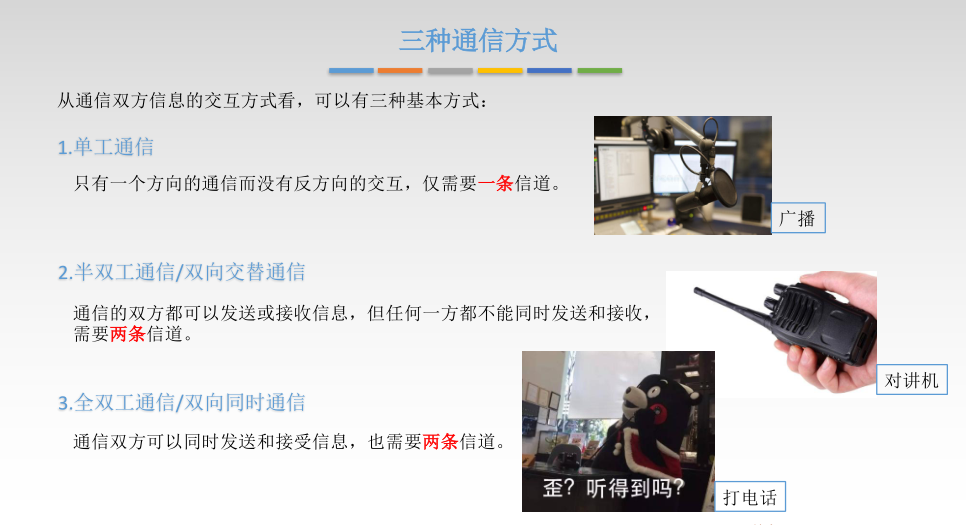 三种通信方式
从通信双方信息的交互方式看，可以有三种基本方式：
1.单工通信
只有一个方向的通信而没有反方向的交互，仅需要一条信道。
广播
2.半双工通信/双向交替通信
通信的双方都可以发送或接收信息，但任何一方都不能同时发送和接收，
需要两条信道。
对讲机
3.全双工通信/双向同时通信
通信双方可以同时发送和接受信息，也需要两条信道。
歪？听得到吗？
打电话